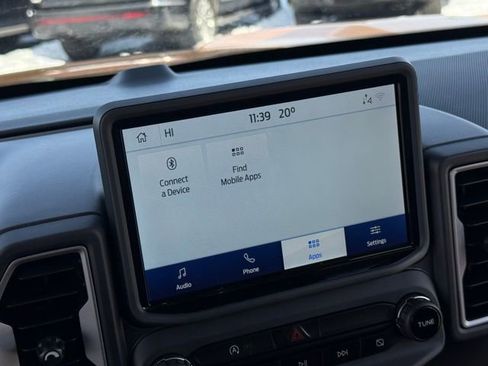 HI 11:39 20°
Connect
a Device
Find
Mobile Apps
Audio
Phone
Apps
Settings
TUNE